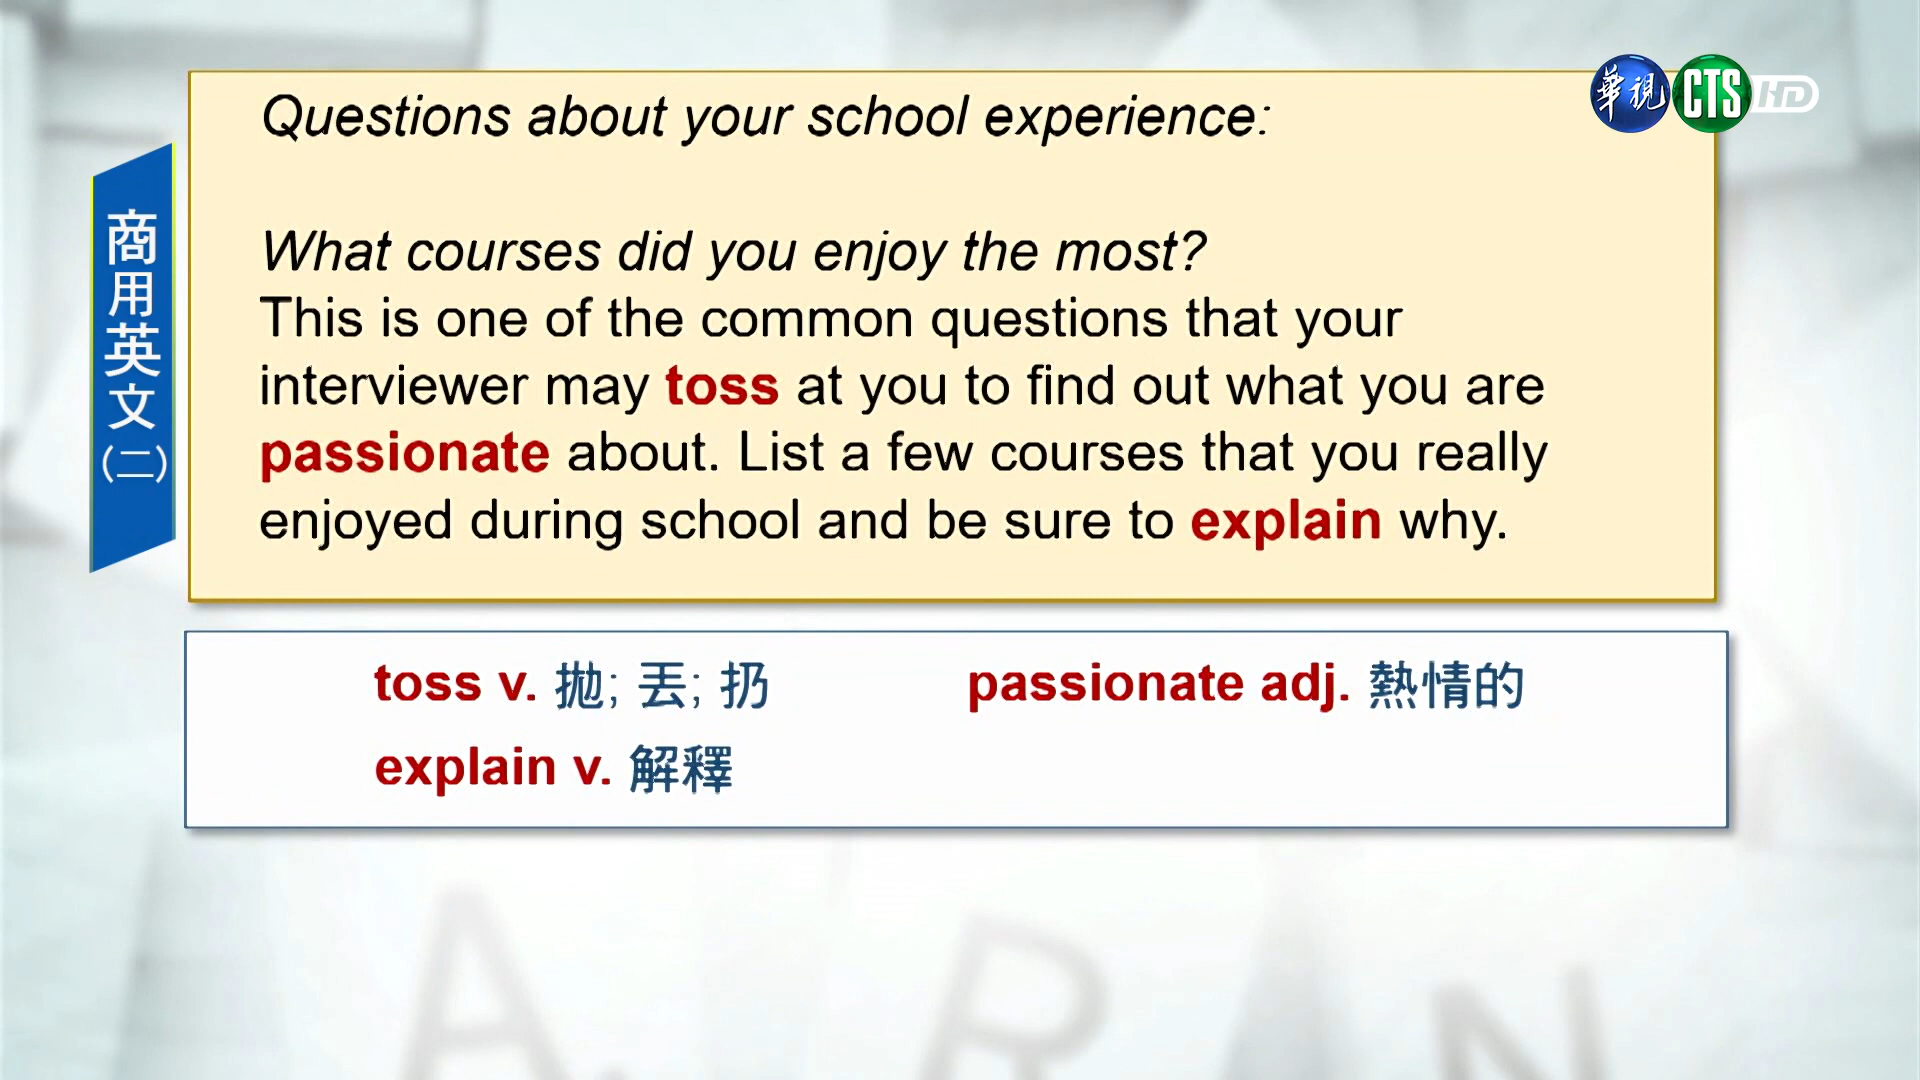 華視 CTS HD
商用英文(二)
Questions about your school experience:
What courses did you enjoy the most?
This is one of the common questions that your
interviewer may toss at you to find out what you are
passionate about. List a few courses that you really
enjoyed during school and be sure to explain why.
toss v. 拋; 丟; 扔
passionate adj. 熱情的
explain v. 解釋
A R N